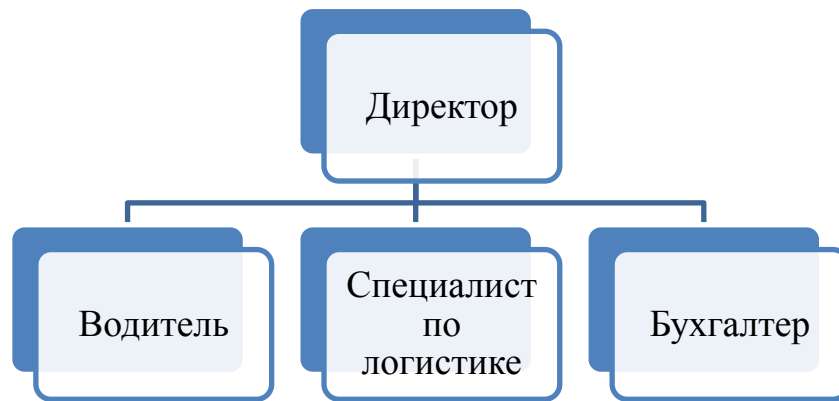 Директор
Водитель
Специалист
по
логистике
Бухгалтер